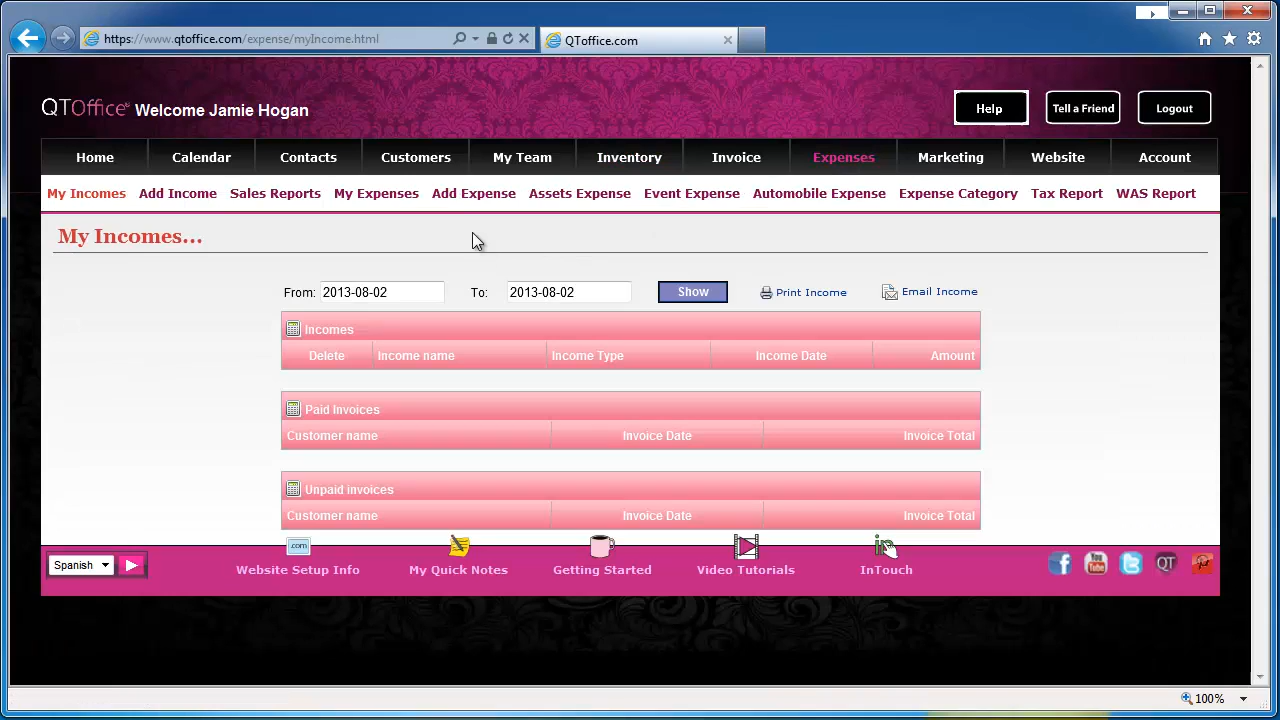 https://www.qtoffice.com/expense/myIncome.html
QToffice.com
QTOffice® Welcome Jamie Hogan
Help
Tell a Friend
Logout
Home Calendar Contacts Customers My Team Inventory Invoice Expenses Marketing Website Account
My Incomes Add Income Sales Reports My Expenses Add Expense Assets Expense Event Expense Automobile Expense Expense Category Tax Report WAS Report
My Incomes...
From: 2013-08-02 To: 2013-08-02 Show Print Income Email Income
Incomes
Delete Income name Income Type Income Date Amount
Paid Invoices
Customer name Invoice Date Invoice Total
Unpaid invoices
Customer name Invoice Date Invoice Total
Spanish
.com
Website Setup Info My Quick Notes Getting Started Video Tutorials InTouch
You Tube
QT
100%